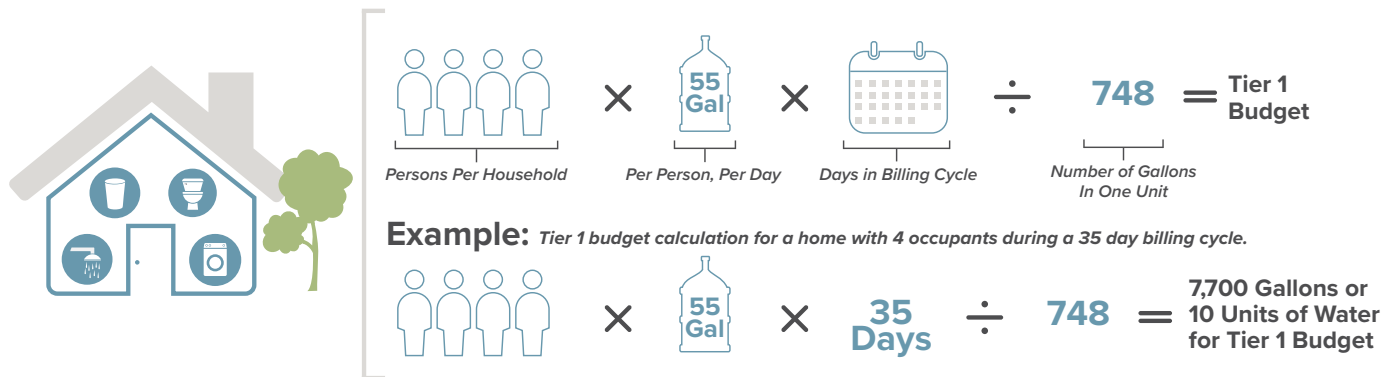 55
Gal
748
Tier 1
Budget
Persons Per Household
Per Person, Per Day
Days in Billing Cycle
Number of Gallons
In One Unit
Example: Tier 1 budget calculation for a home with 4 occupants during a 35 day billing cycle.
55
Gal
35
Days
748
7,700 Gallons or
10 Units of Water
for Tier 1 Budget